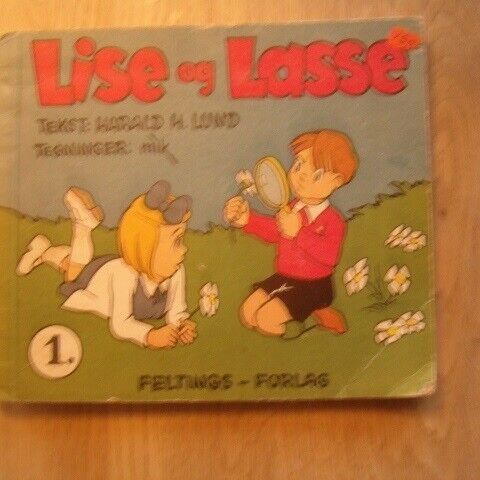 Lise og Lasse
TEKST: HARALD H. LUND
TEGNINGER: mik
1.
FELTINGS - FORLAG